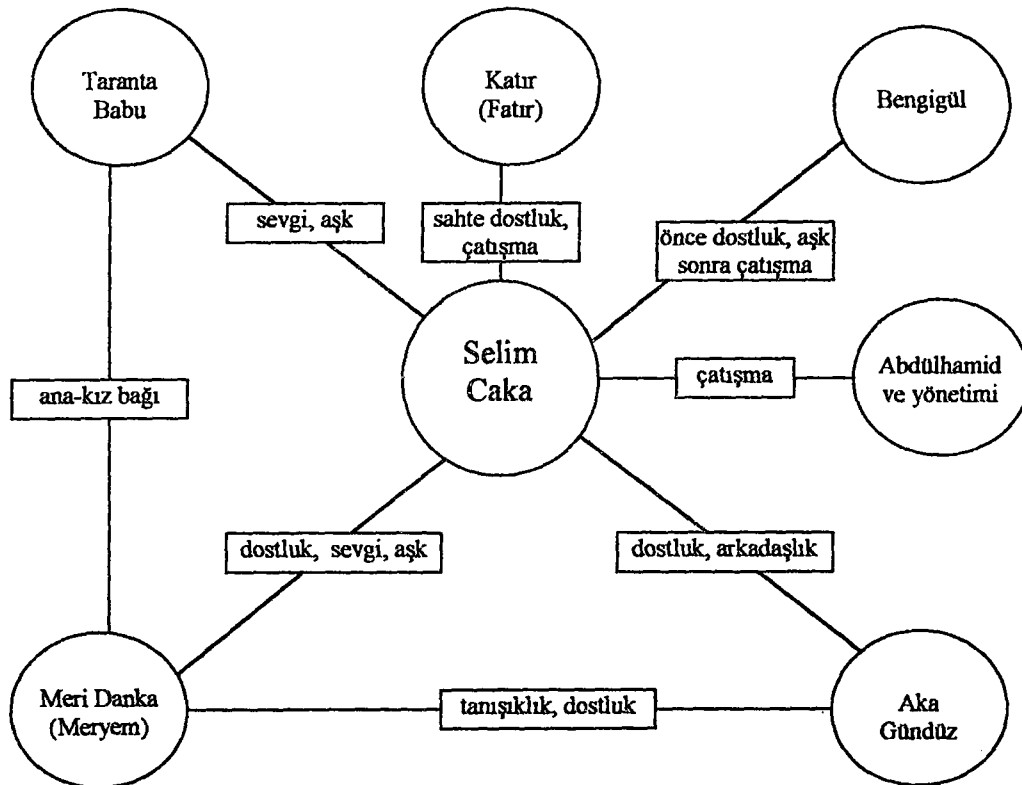 Taranta
Babu
Katır
(Fatır)
Bengigül
sevgi, aşk
sahte dostluk,
çatışma
önce dostluk, aşk
sonra çatışma
Selim
Caka
çatışma
Abdülhamid
ve yönetimi
ana-kız bağı
dostluk, sevgi, aşk
dostluk, arkadaşlık
Meri Danka
(Meryem)
tanışıklık, dostluk
Aka
Gündüz